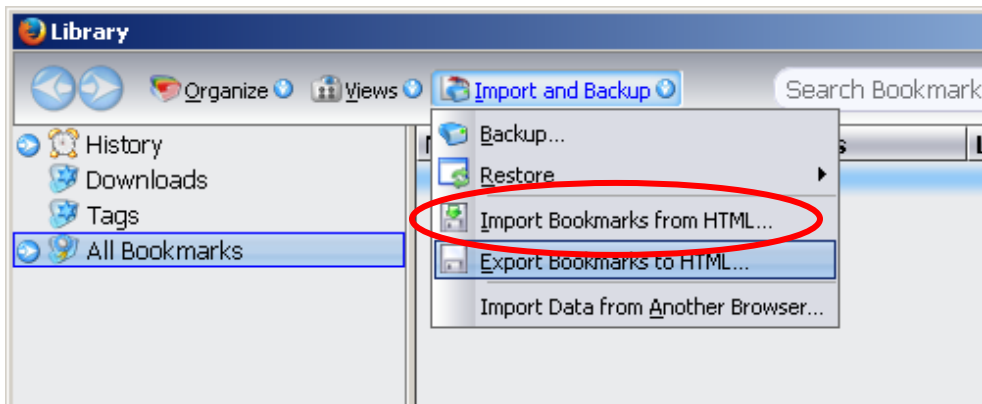 Library
Organize Views Import and Backup Search Bookmark
History
Downloads
Tags
All Bookmarks
Backup...
Restore
Import Bookmarks from HTML...
Export Bookmarks to HTML...
Import Data from Another Browser...